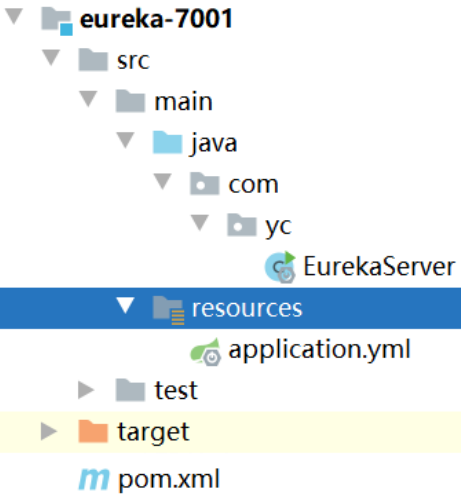 eureka-7001
src
main
java
com
yc
EurekaServer
resources
application.yml
test
target
pom.xml